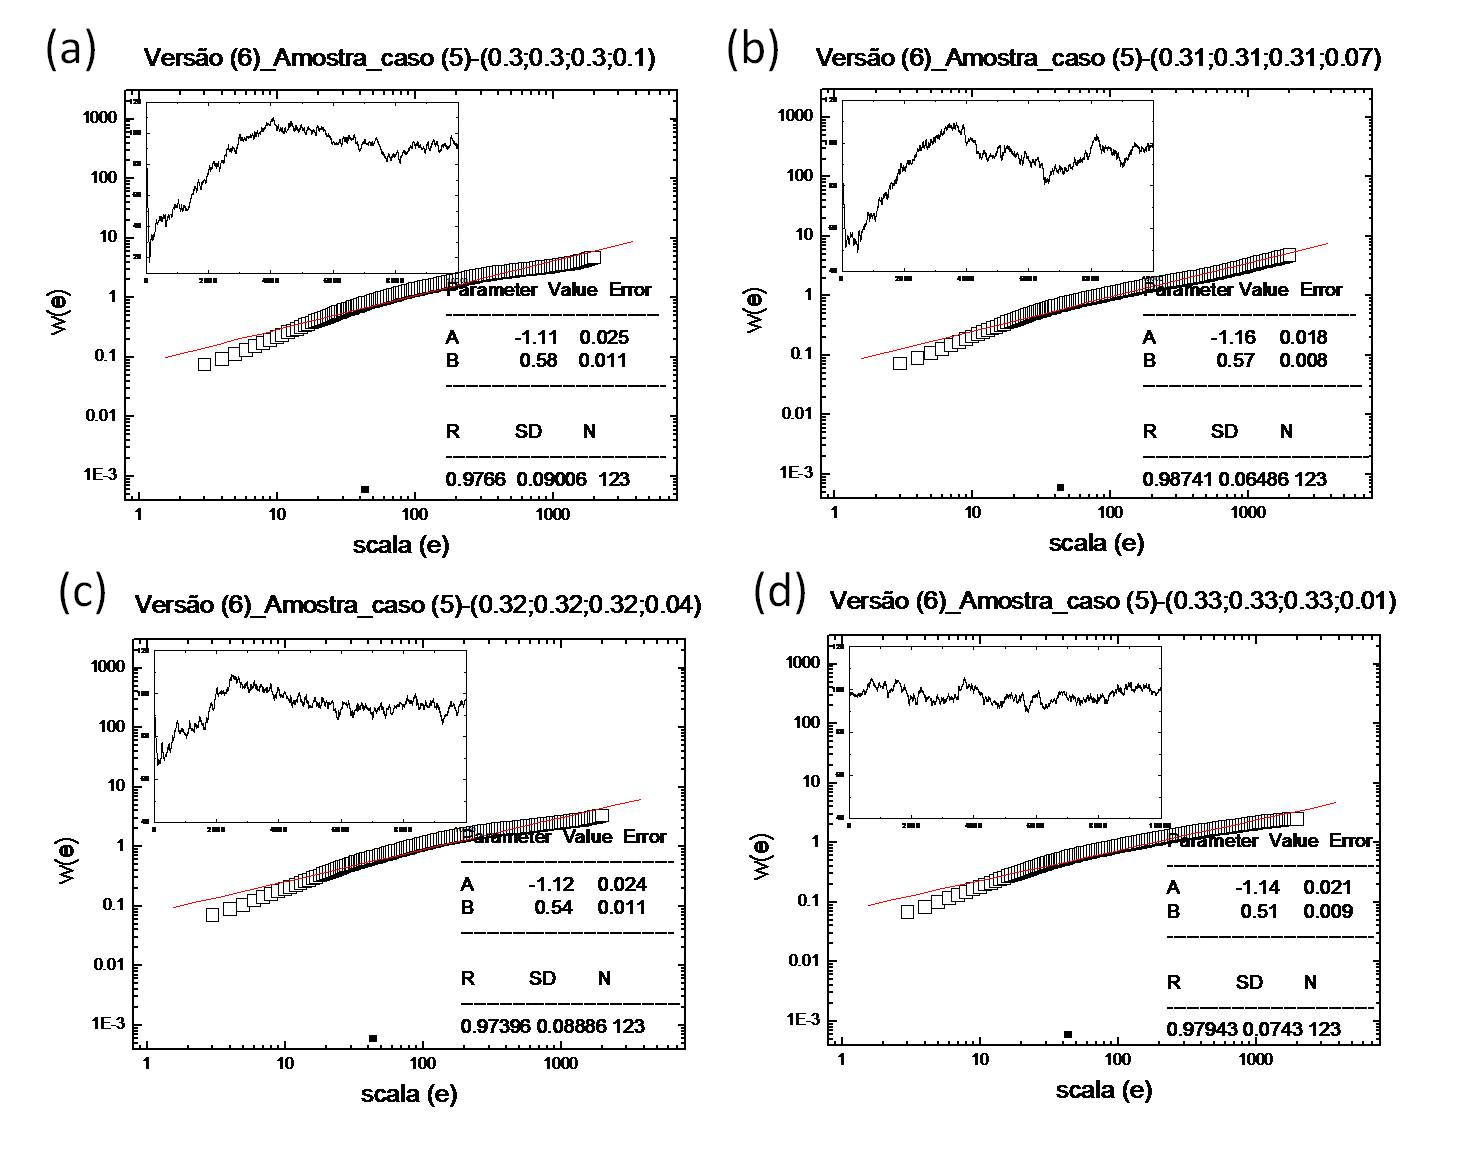 (a)
Versão (6)_Amostra_caso (5)-(0.3;0.3;0.3;0.1)
1000
100
10
1
0.1
0.01
1E-3
w(e)
Parameter Value Error
A -1.11 0.025
B 0.58 0.011
R SD N
0.9766 0.09006 123
1 10 100 1000
scala (e)
(b)
Versão (6)_Amostra_caso (5)-(0.31;0.31;0.31;0.07)
1000
100
10
1
0.1
0.01
1E-3
w(e)
Parameter Value Error
A -1.16 0.018
B 0.57 0.008
R SD N
0.98741 0.06486 123
1 10 100 1000
scala (e)
(c)
Versão (6)_Amostra_caso (5)-(0.32;0.32;0.32;0.04)
1000
100
10
1
0.1
0.01
1E-3
w(e)
Parameter Value Error
A -1.12 0.024
B 0.54 0.011
R SD N
0.97396 0.08886 123
1 10 100 1000
scala (e)
(d)
Versão (6)_Amostra_caso (5)-(0.33;0.33;0.33;0.01)
1000
100
10
1
0.1
0.01
1E-3
w(e)
Parameter Value Error
A -1.14 0.021
B 0.51 0.009
R SD N
0.97943 0.0743 123
1 10 100 1000
scala (e)